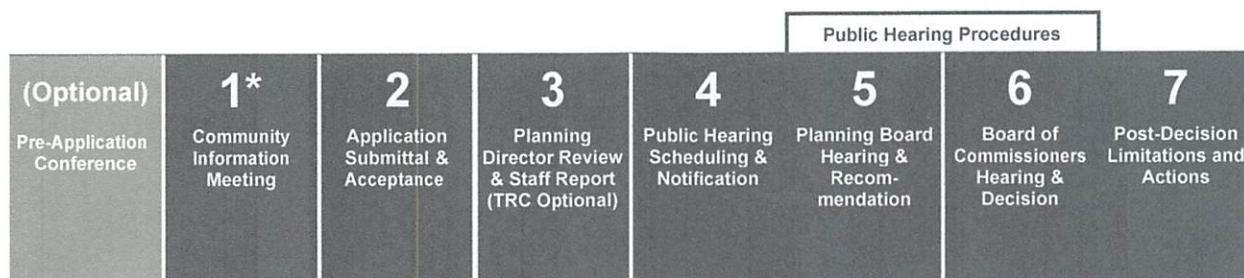 Public Hearing Procedures
(Optional)
Pre-Application
Conference
1*
Community
Information
Meeting
2
Application
Submittal &
Acceptance
3
Planning
Director Review
& Staff Report
(TRC Optional)
4
Public Hearing
Scheduling &
Notification
5
Planning Board
Hearing &
Recom-
mendation
6
Board of
Commissioners
Hearing &
Decision
7
Post-Decision
Limitations and
Actions